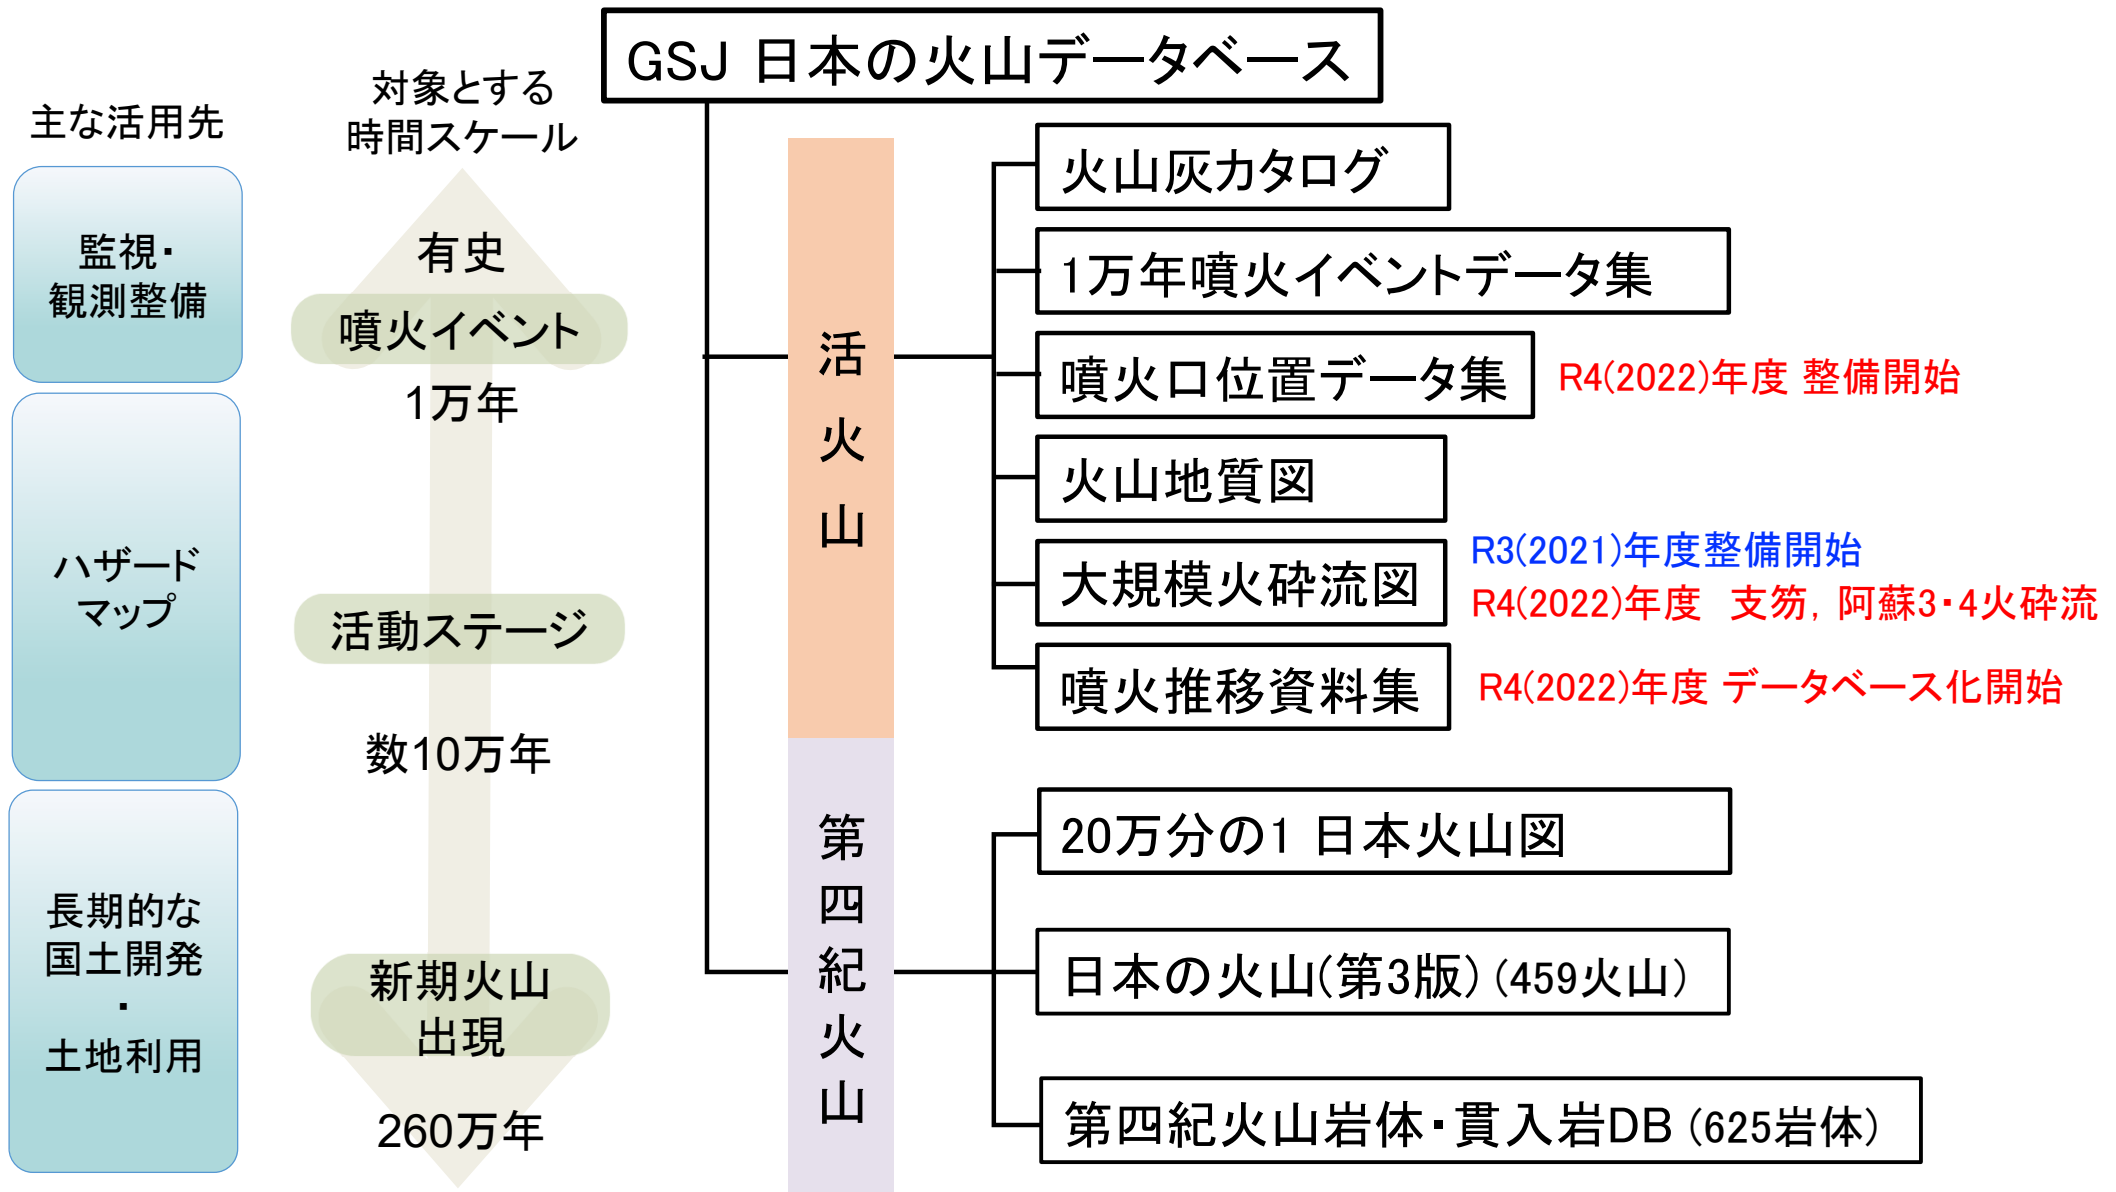 GSJ 日本の火山データベース
主な活用先
対象とする
時間スケール
監視・
観測整備
ハザード
マップ
長期的な
国土開発
・
土地利用
有史
噴火イベント
1万年
活動ステージ
数10万年
新期火山
出現
260万年
活火山
火山灰カタログ
1万年噴火イベントデータ集
噴火口位置データ集
R4(2022)年度 整備開始
火山地質図
大規模火砕流図
R3(2021)年度整備開始
R4(2022)年度 支笏, 阿蘇3・4火砕流
噴火推移資料集
R4(2022)年度 データベース化開始
第四紀火山
20万分の1 日本火山図
日本の火山(第3版) (459火山)
第四紀火山岩体・貫入岩DB (625岩体)